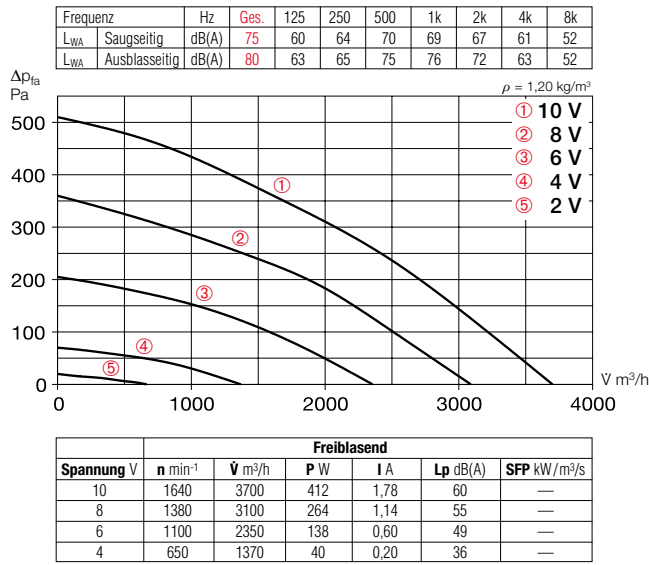 Frequenz Hz Ges. 125 250 500 1k 2k 4k 8k
LWA Saugseitig dB(A) 75 60 64 70 69 67 61 52
LWA Ausblasseitig dB(A) 80 63 65 75 76 72 63 52
Δpfa
Pa
ρ = 1,20 kg/m³
① 10 V
② 8 V
③ 6 V
④ 4 V
⑤ 2 V
500
400
300
200
100
0
①
②
③
④
⑤
0 1000 2000 3000 4000
V̇ m³/h
Freiblasend
Spannung V n min-1 V̇ m³/h P W I A Lp dB(A) SFP kW/m³/s
10 1640 3700 412 1,78 60 —
8 1380 3100 264 1,14 55 —
6 1100 2350 138 0,60 49 —
4 650 1370 40 0,20 36 —